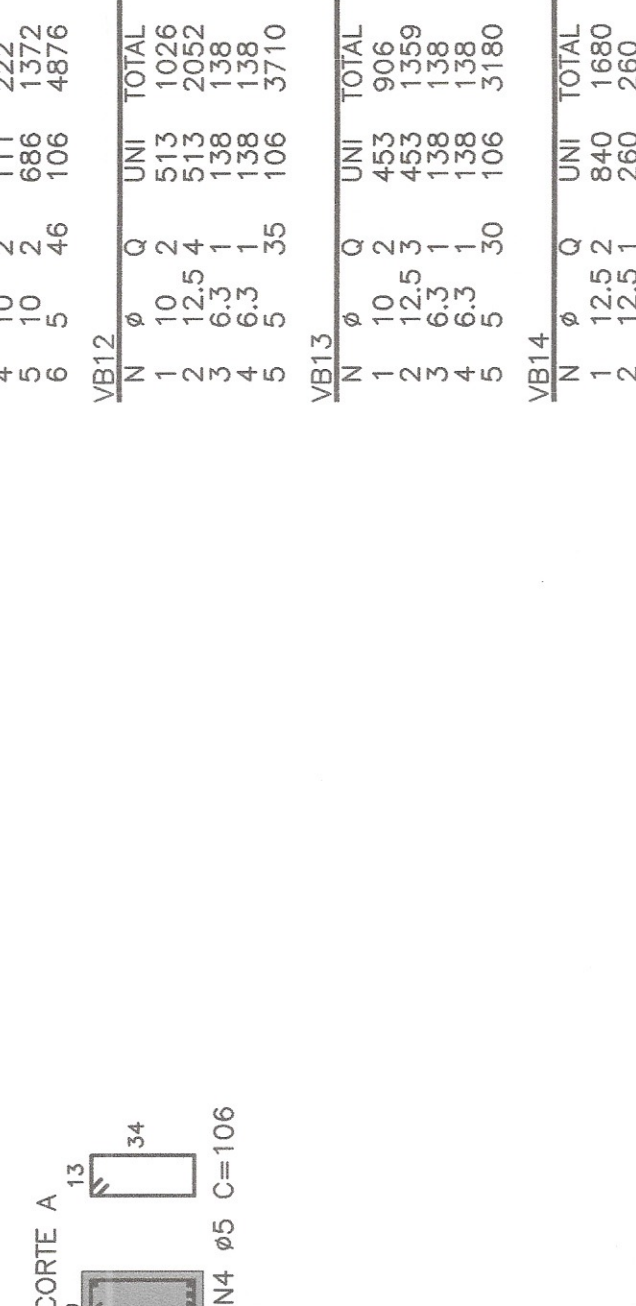 4 10 2 111 222
5 10 2 686 1372
6 5 46 106 4876
VB12
N ø Q UNI TOTAL
1 10 2 513 1026
2 12.5 4 513 2052
3 6.3 1 138 138
4 6.3 1 138 138
5 5 35 106 3710
VB13
N ø Q UNI TOTAL
1 10 2 453 906
2 12.5 3 453 1359
3 6.3 1 138 138
4 6.3 1 138 138
5 5 30 106 3180
VB14
N ø Q UNI TOTAL
1 12.5 2 840 1680
2 12.5 1 260 260
CORTE A
13
34
N4 ø5 C=106